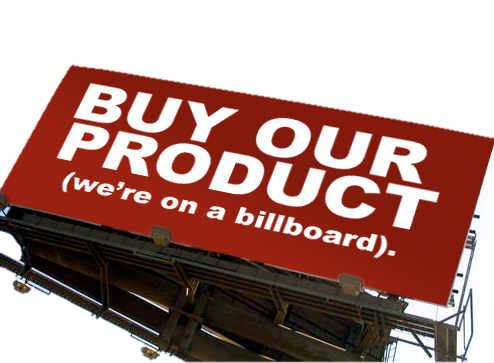 BUY OUR
PRODUCT
(we're on a billboard).